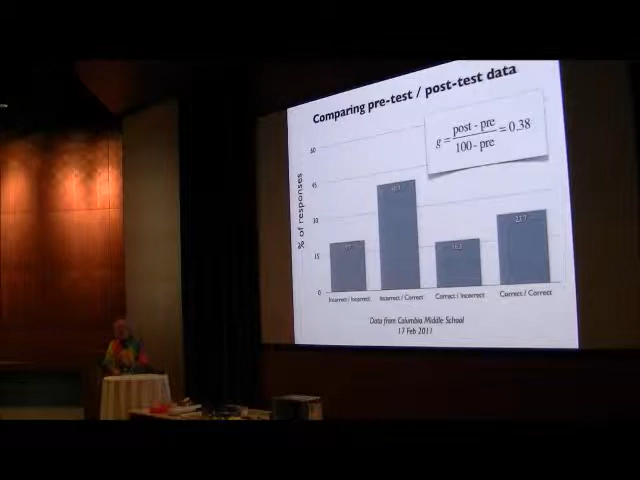 Comparing pre-test / post-test data
g = post - pre / 100 - pre = 0.38
% of responses
60
45
30
15
0
Incorrect / Incorrect
Incorrect / Correct
Correct / Incorrect
Correct / Correct
Data from Columbia Middle School
17 Feb 2011